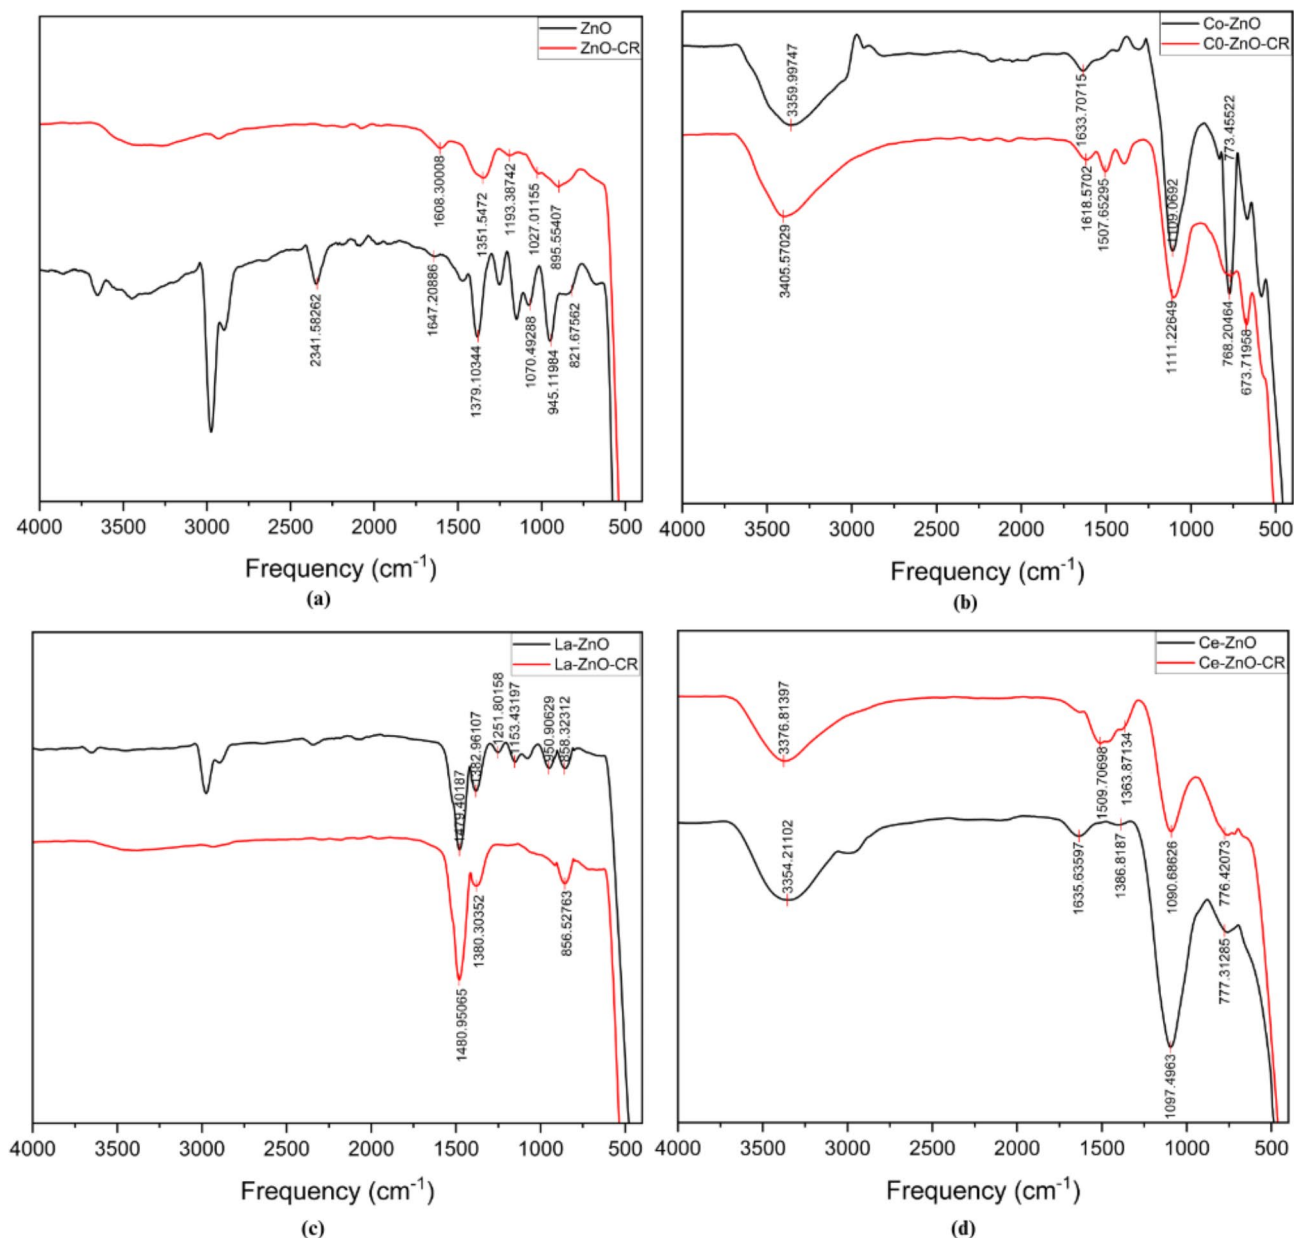 ZnO
ZnO-CR
1608.30008
1351.5472
1193.38742
1027.01155
895.55407
2341.58262
1647.20886
1379.10344
1070.49288
945.11984
821.67562
4000 3500 3000 2500 2000 1500 1000 500
Frequency (cm-1)
(a)
Co-ZnO
C0-ZnO-CR
3359.99747
1633.70715
1109.0692
773.45522
3405.57029
1618.5702
1507.65295
1111.22649
768.20464
673.71958
4000 3500 3000 2500 2000 1500 1000 500
Frequency (cm-1)
(b)
La-ZnO
La-ZnO-CR
1479.40187
1382.96107
1251.80158
1153.43197
950.90629
858.32312
1480.95065
1380.30352
856.52763
4000 3500 3000 2500 2000 1500 1000 500
Frequency (cm-1)
(c)
Ce-ZnO
Ce-ZnO-CR
3376.81397
1509.70698
1363.87134
1090.68626
776.42073
3354.21102
1635.63597
1386.8187
1097.4963
777.31285
4000 3500 3000 2500 2000 1500 1000 500
Frequency (cm-1)
(d)